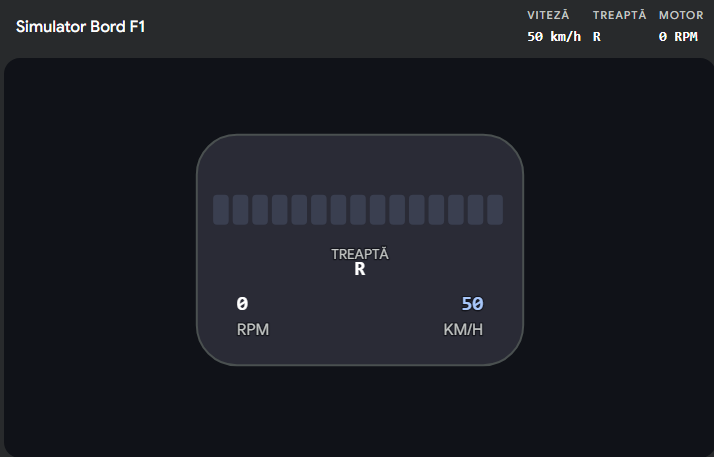 Simulator Bord F1
VITEZĂ TREAPTĂ MOTOR
50 km/h R 0 RPM
TREAPTĂ
R
0 50
RPM KM/H